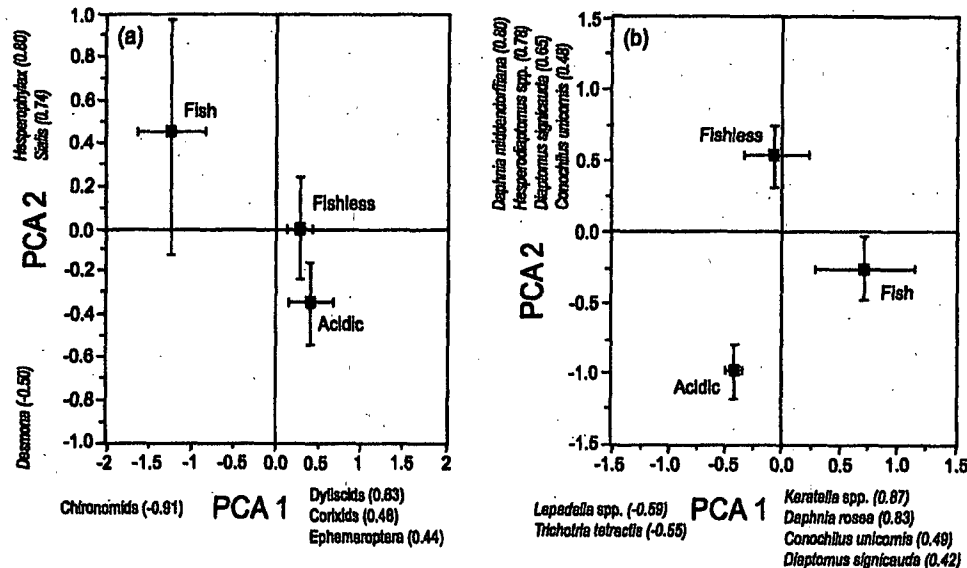 (a)
1.0
0.8
0.6
0.4
0.2
0.0
-0.2
-0.4
-0.6
-0.8
-1.0
Hesperophylax (0.80)
Sialis (0.74)
PCA 2
Desmona (-0.50)
Fish
Fishless
Acidic
-2 -1.5 -1 -0.5 0.0 0.5 1 1.5 2
Chironomids (-0.91)
PCA 1
Dytiscids (0.63)
Corixids (0.46)
Ephemeroptera (0.44)
(b)
1.5
1.0
0.5
0.0
-0.5
-1.0
-1.5
Daphnia middendorffiana (0.80)
Hesperodiaptomus spp. (0.78)
Diaptomus signicauda (0.65)
Conochilus unicornis (0.48)
PCA 2
Fishless
Fish
Acidic
-1.5 -1.0 -0.5 0.0 0.5 1.0 1.5
Lepadella spp. (-0.59)
Trichotria tetractis (-0.55)
PCA 1
Keratella spp. (0.87)
Daphnia rosea (0.83)
Conochilus unicornis (0.49)
Diaptomus signicauda (0.42)